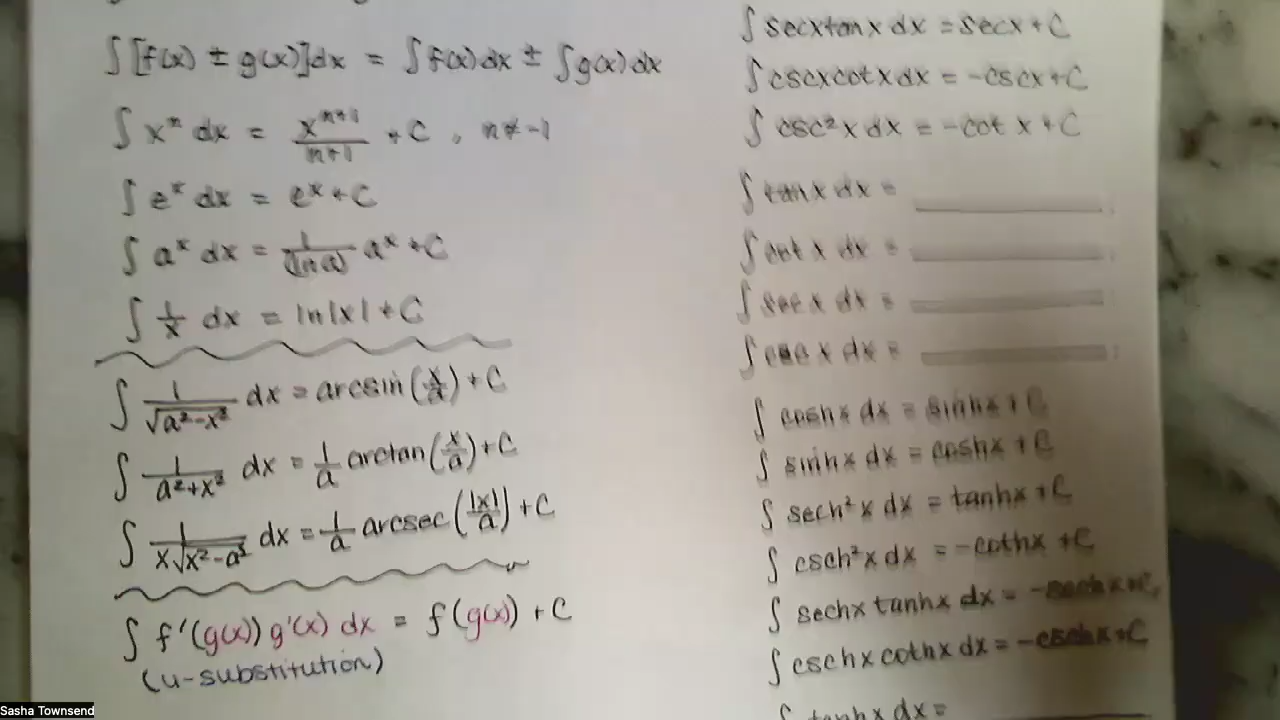 ∫ [f(x) ± g(x)] dx = ∫ f(x) dx ± ∫ g(x) dx
∫ xⁿ dx = xⁿ⁺¹/(n+1) + C , n ≠ -1
∫ eˣ dx = eˣ + C
∫ aˣ dx = 1/(ln a) aˣ + C
∫ 1/x dx = ln|x| + C
∫ 1/√(a²-x²) dx = arcsin(x/a) + C
∫ 1/(a²+x²) dx = 1/a arctan(x/a) + C
∫ 1/(x√(x²-a²)) dx = 1/a arcsec(|x|/a) + C
∫ f'(g(x)) g'(x) dx = f(g(x)) + C
(u-substitution)
∫ secx tanx dx = secx + C
∫ cscx cotx dx = -cscx + C
∫ csc²x dx = -cot x + C
∫ tanx dx =
∫ cot x dx =
∫ sec x dx =
∫ csc x dx =
∫ coshx dx = sinhx + C
∫ sinhx dx = coshx + C
∫ sech²x dx = tanhx + C
∫ csch²x dx = -cothx + C
∫ sechx tanhx dx = -sechx + C
∫ cschx cothx dx = -cschx + C
∫ tanhx dx =
Sasha Townsend